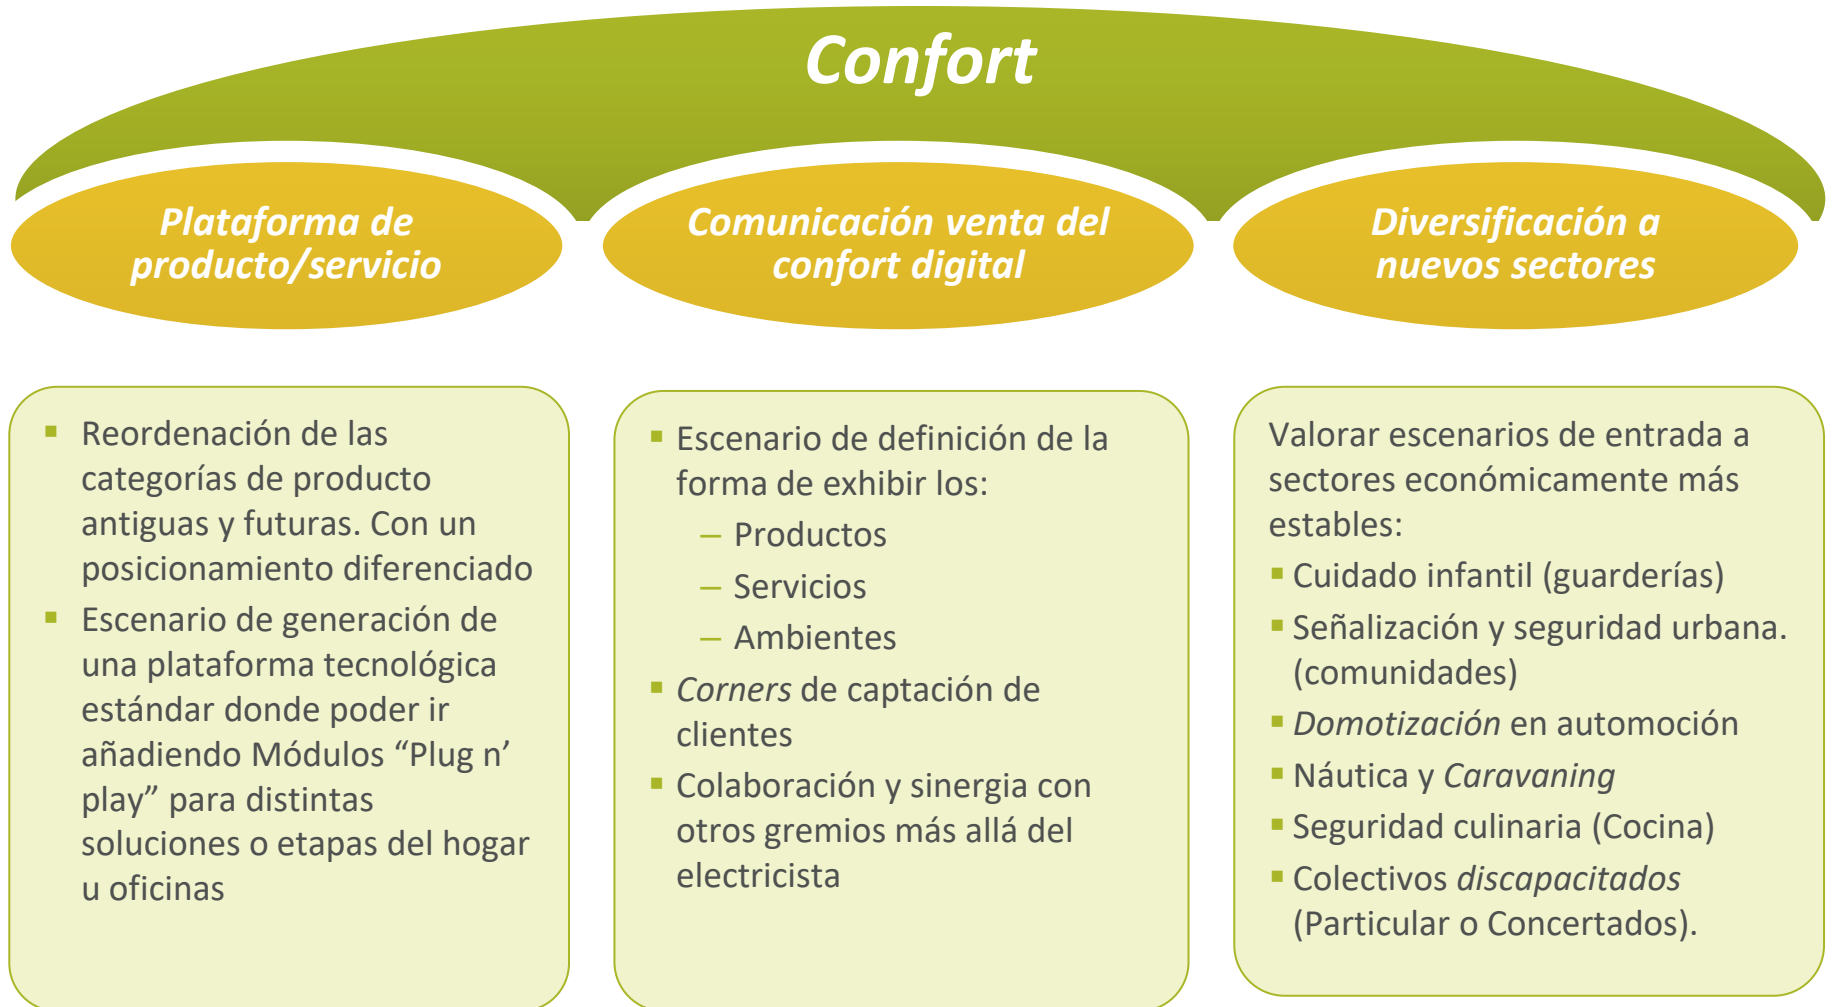 Confort
Plataforma de
producto/servicio
Comunicación venta del
confort digital
Diversificación a
nuevos sectores
▪ Reordenación de las
categorías de producto
antiguas y futuras. Con un
posicionamiento diferenciado
▪ Escenario de generación de
una plataforma tecnológica
estándar donde poder ir
añadiendo Módulos “Plug n’
play” para distintas
soluciones o etapas del hogar
u oficinas
▪ Escenario de definición de la
forma de exhibir los:
– Productos
– Servicios
– Ambientes
▪ Corners de captación de
clientes
▪ Colaboración y sinergia con
otros gremios más allá del
electricista
Valorar escenarios de entrada a
sectores económicamente más
estables:
▪ Cuidado infantil (guarderías)
▪ Señalización y seguridad urbana.
(comunidades)
▪ Domotización en automoción
▪ Náutica y Caravaning
▪ Seguridad culinaria (Cocina)
▪ Colectivos discapacitados
(Particular o Concertados).